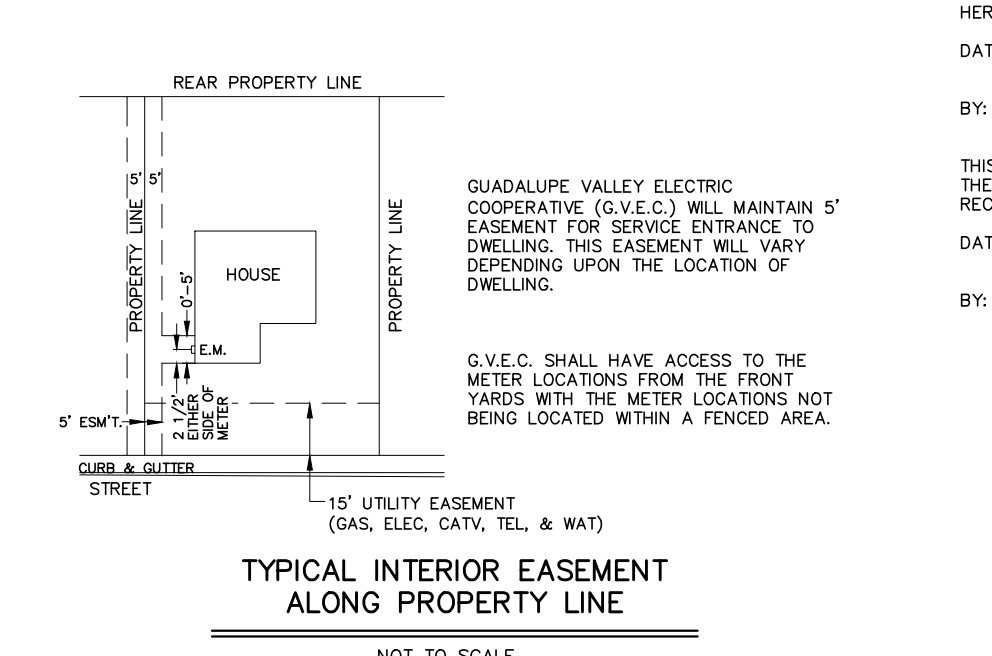 REAR PROPERTY LINE
5' 5'
PROPERTY LINE
PROPERTY LINE
HOUSE
0'-5'
E.M.
2 1/2'
EITHER
SIDE OF
METER
5' ESM'T.
CURB & GUTTER
STREET
15' UTILITY EASEMENT
(GAS, ELEC, CATV, TEL, & WAT)
GUADALUPE VALLEY ELECTRIC
COOPERATIVE (G.V.E.C.) WILL MAINTAIN 5'
EASEMENT FOR SERVICE ENTRANCE TO
DWELLING. THIS EASEMENT WILL VARY
DEPENDING UPON THE LOCATION OF
DWELLING.
G.V.E.C. SHALL HAVE ACCESS TO THE
METER LOCATIONS FROM THE FRONT
YARDS WITH THE METER LOCATIONS NOT
BEING LOCATED WITHIN A FENCED AREA.
TYPICAL INTERIOR EASEMENT
ALONG PROPERTY LINE
NOT TO SCALE
HER
DAT
BY:
THIS
THE
REC
DAT
BY: